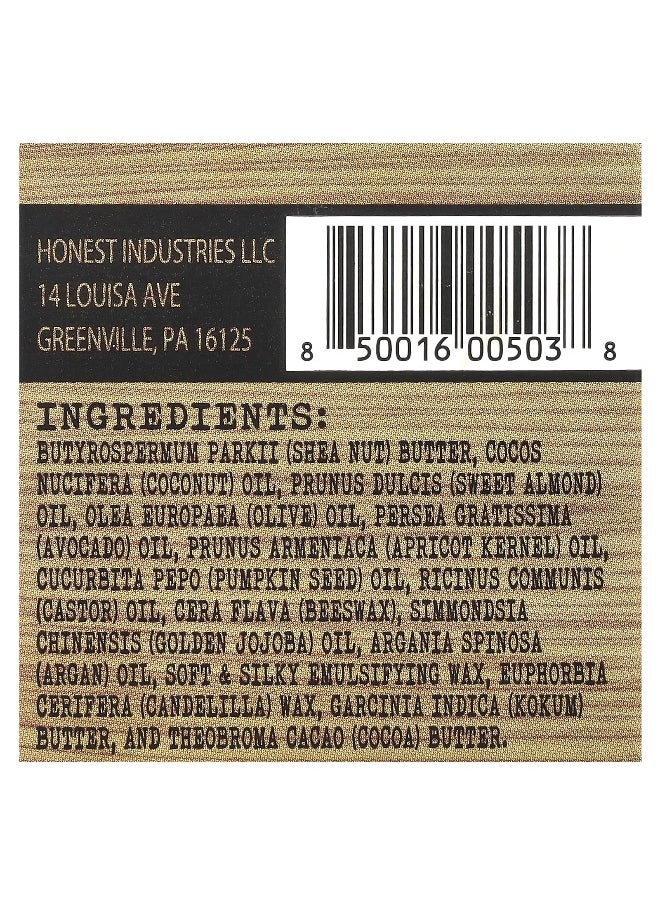 HONEST INDUSTRIES LLC
14 LOUISA AVE
GREENVILLE, PA 16125
8 50016 00503 8
INGREDIENTS:
BUTYROSPERMUM PARKII (SHEA NUT) BUTTER, COCOS
NUCIFERA (COCONUT) OIL, PRUNUS DULCIS (SWEET ALMOND)
OIL, OLEA EUROPAEA (OLIVE) OIL, PERSEA GRATISSIMA
(AVOCADO) OIL, PRUNUS ARMENIACA (APRICOT KERNEL) OIL,
CUCURBITA PEPO (PUMPKIN SEED) OIL, RICINUS COMMUNIS
(CASTOR) OIL, CERA FLAVA (BEESWAX), SIMMONDSIA
CHINENSIS (GOLDEN JOJOBA) OIL, ARGANIA SPINOSA
(ARGAN) OIL, SOFT & SILKY EMULSIFYING WAX, EUPHORBIA
CERIFERA (CANDELILLA) WAX, GARCINIA INDICA (KOKUM)
BUTTER, AND THEOBROMA CACAO (COCOA) BUTTER.